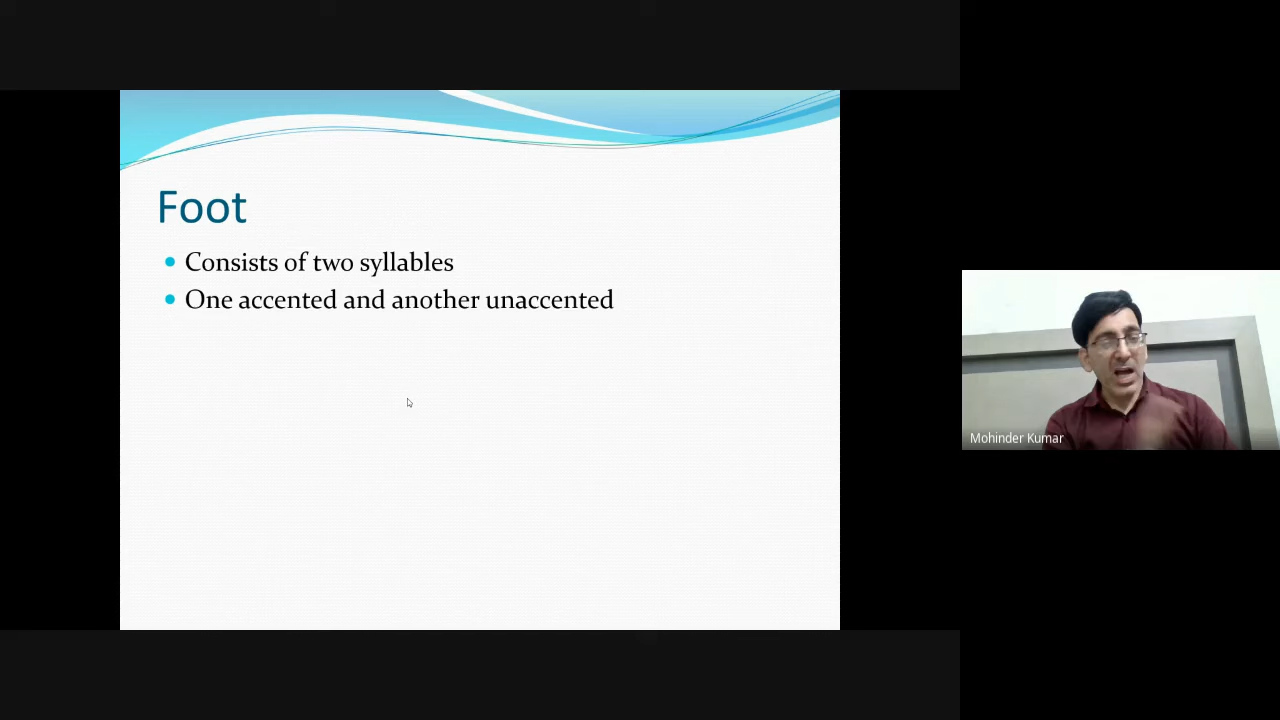 Foot
Consists of two syllables
One accented and another unaccented
Mohinder Kumar